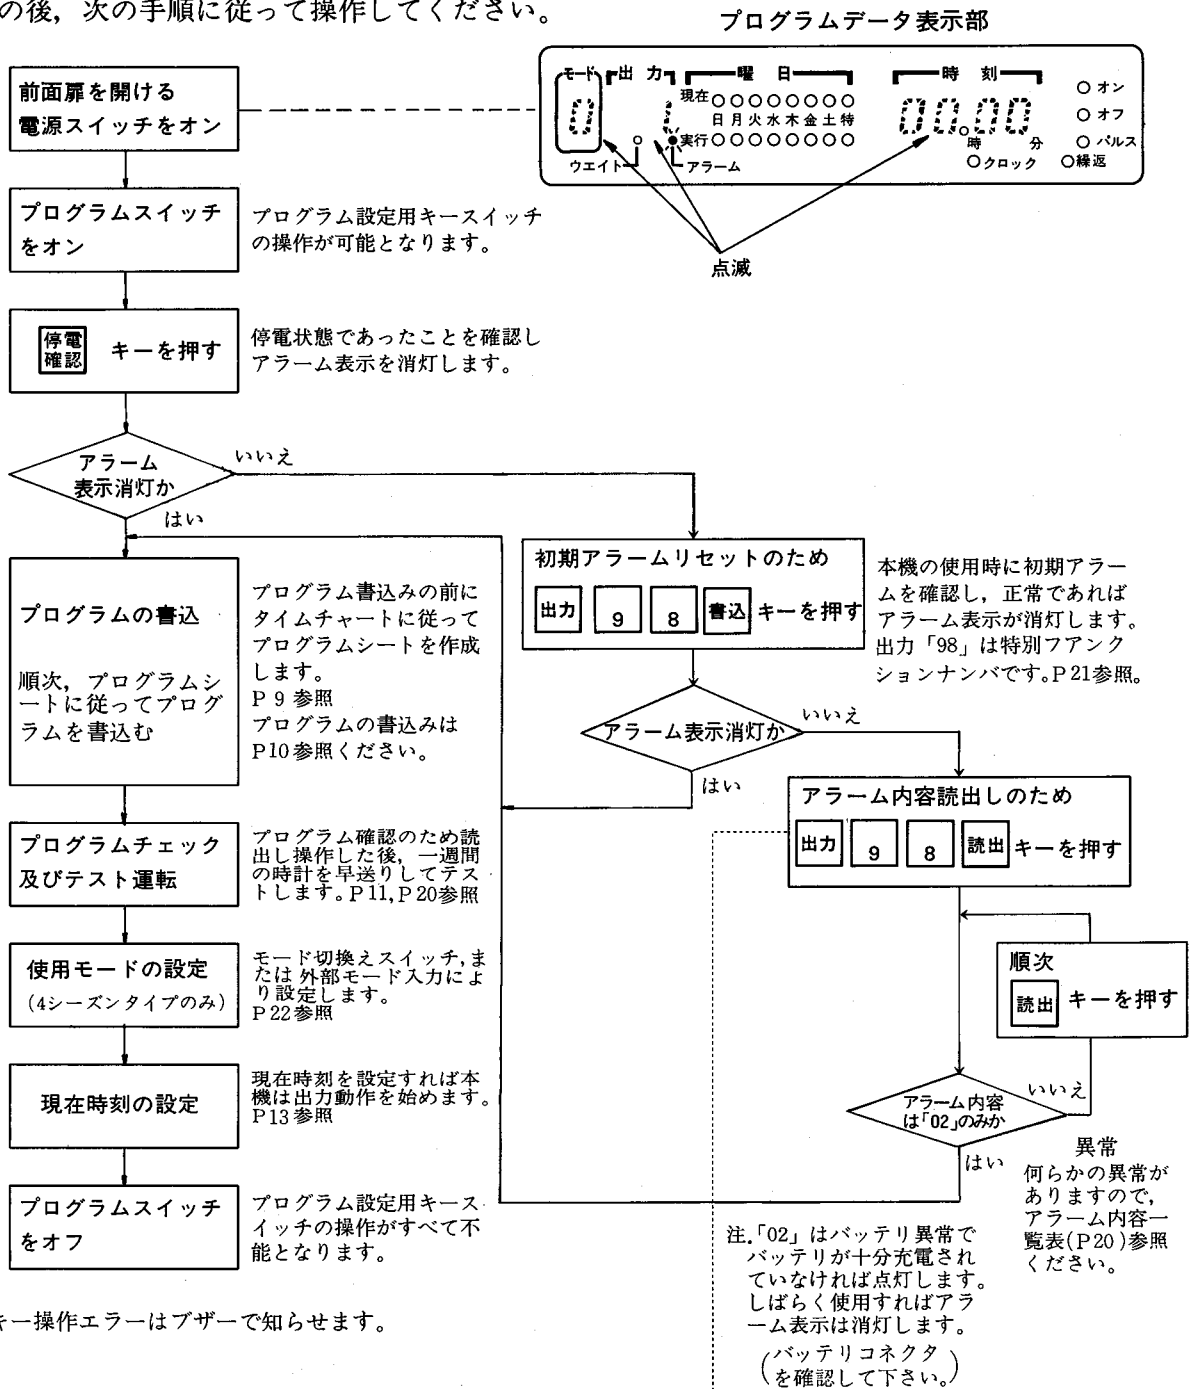 の後，次の手順に従って操作してください。
プログラムデータ表示部
モード
出 力
曜 日
時 刻
現在
日月火水木金土特
実行
ウエイト
アラーム
0
1
00.00
時 分
クロック
オン
オフ
パルス
繰返
点滅
前面扉を開ける
電源スイッチをオン
プログラムスイッチ
をオン
プログラム設定用キースイッチ
の操作が可能となります。
停電
確認
キーを押す
停電状態であったことを確認し
アラーム表示を消灯します。
アラーム
表示消灯か
いいえ
はい
初期アラームリセットのため
出力 9 8 書込 キーを押す
本機の使用時に初期アラー
ムを確認し，正常であれば
アラーム表示が消灯します。
出力「98」は特別フアンク
ションナンバです。P21参照。
プログラムの書込
順次，プログラムシ
ートに従ってプログ
ラムを書込む
プログラム書込みの前に
タイムチャートに従って
プログラムシートを作成
します。
P 9 参照
プログラムの書込みは
P10参照ください。
アラーム表示消灯か
いいえ
はい
アラーム内容読出しのため
出力 9 8 読出 キーを押す
プログラムチェック
及びテスト運転
プログラム確認のため読
出し操作した後，一週間
の時計を早送りしてテス
トします。P11,P20参照
使用モードの設定
(4シーズンタイプのみ)
モード切換えスイッチ,ま
たは外部モード入力によ
り設定します。
P22参照
順次
読出 キーを押す
現在時刻の設定
現在時刻を設定すれば本
機は出力動作を始めます。
P13参照
アラーム内容
は「02」のみか
いいえ
はい
異常
何らかの異常が
ありますので，
アラーム内容一
覧表(P20)参照
ください。
プログラムスイッチ
をオフ
プログラム設定用キース
イッチの操作がすべて不
能となります。
注.「02」はバッテリ異常で
バッテリが十分充電され
ていなければ点灯します。
しばらく使用すればアラ
ーム表示は消灯します。
(バッテリコネクタ
を確認して下さい。)
キー操作エラーはブザーで知らせます。